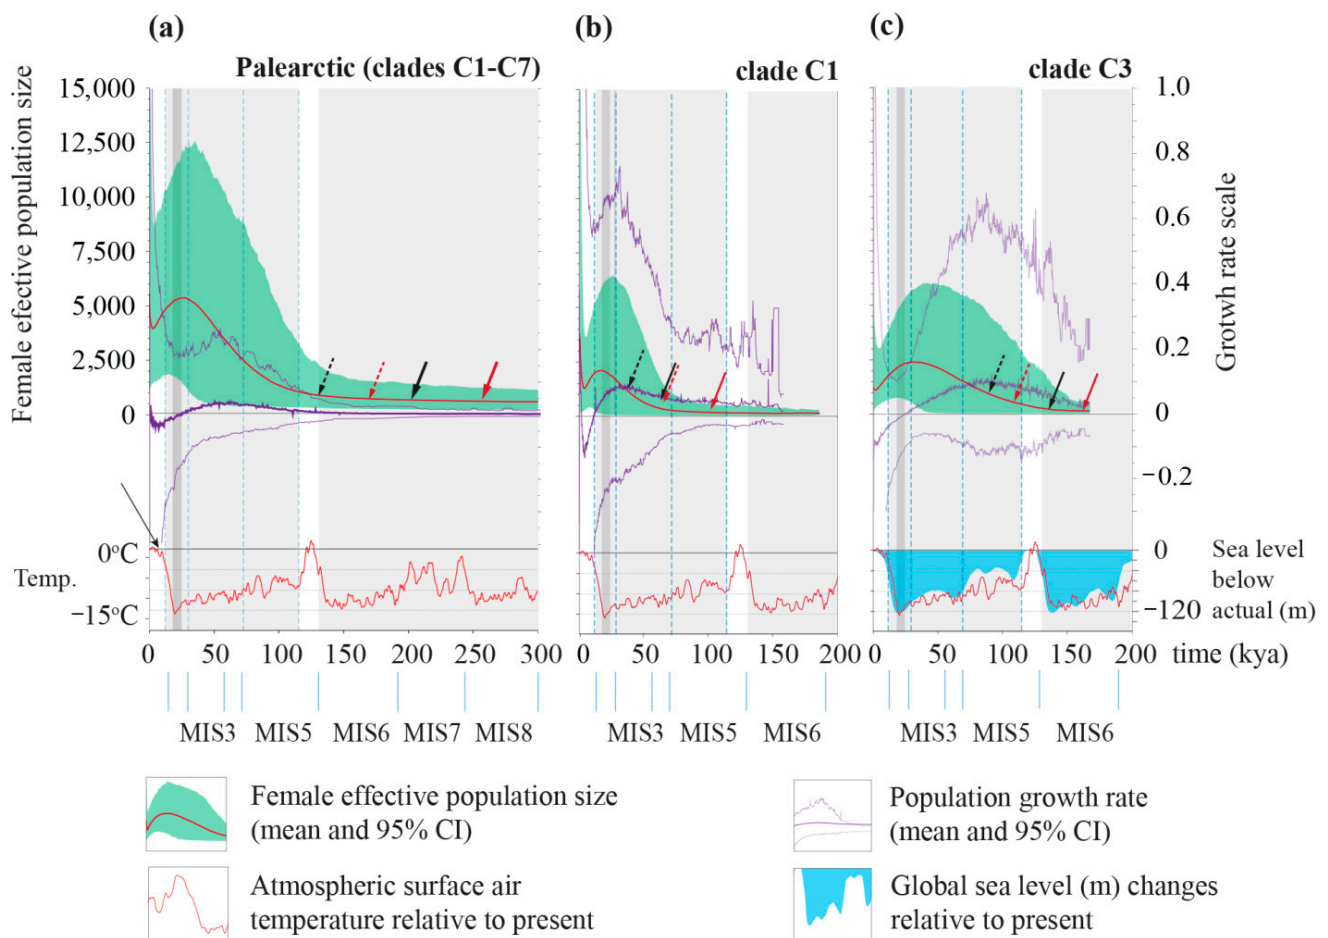 (a)
(b)
(c)
Palearctic (clades C1-C7)
clade C1
clade C3
Female efective population size
15,000
12,500
10,000
7,500
5,000
2,500
0
1.0
0.8
0.6
0.4
0.2
0
−0.2
Grotwh rate scale
Temp.
0°C
−15°C
0
−120
Sea level
below
actual (m)
0 50 100 150 200 250 300
0 50 100 150 200
0 50 100 150 200
time (kya)
MIS3 MIS5 MIS6 MIS7 MIS8
MIS3 MIS5 MIS6
MIS3 MIS5 MIS6
Female effective population size
(mean and 95% CI)
Population growth rate
(mean and 95% CI)
Atmospheric surface air
temperature relative to present
Global sea level (m) changes
relative to present